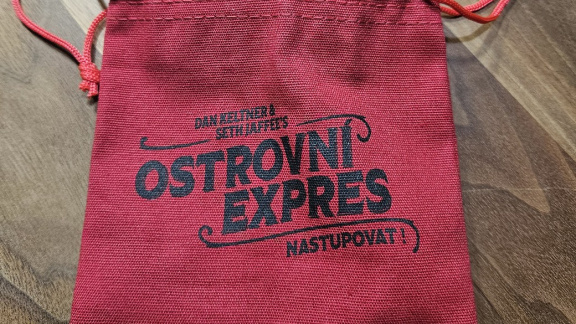 DAN KELTNER &
SETH JAFFEE'S
OSTROVNÍ
EXPRES
NASTUPOVAT!